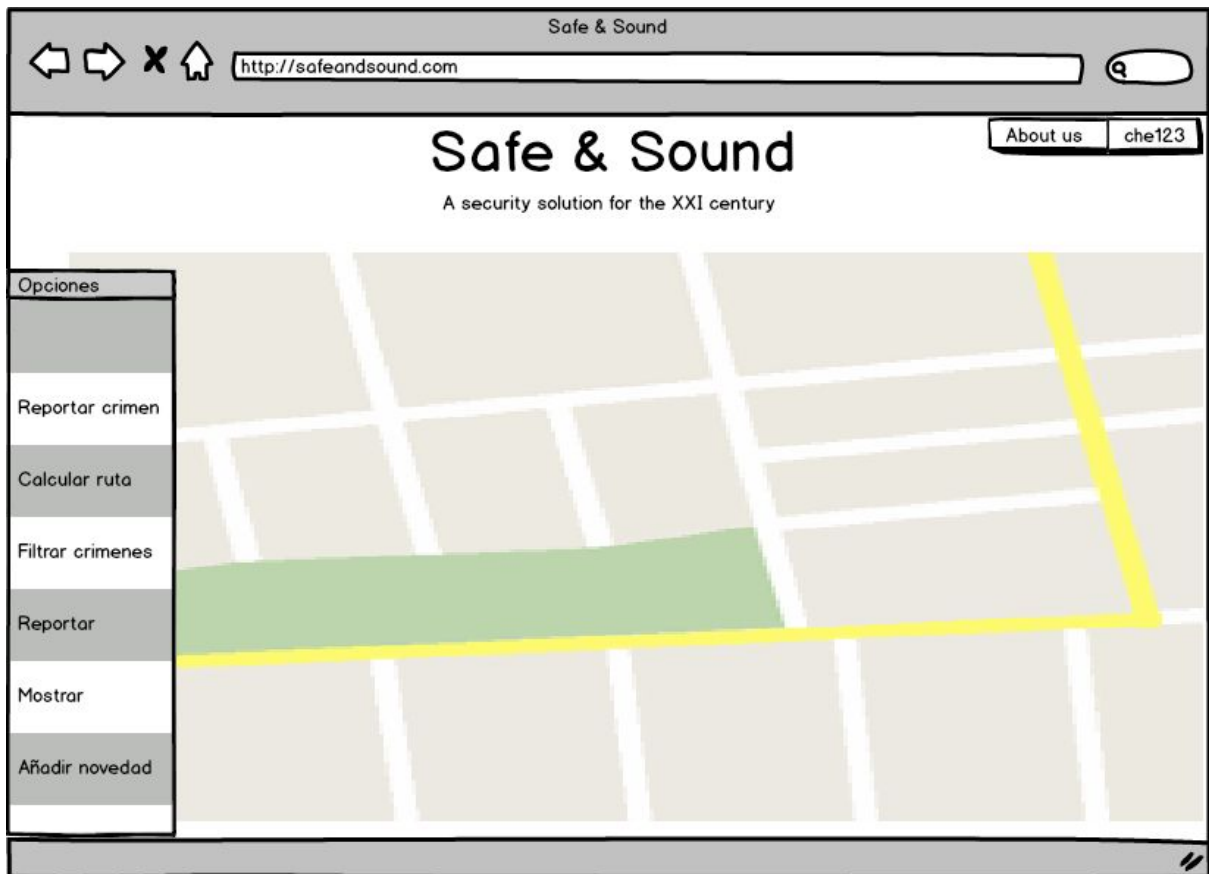 Safe & Sound
http://safeandsound.com
About us
che123
Safe & Sound
A security solution for the XXI century
Opciones
Reportar crimen
Calcular ruta
Filtrar crimenes
Reportar
Mostrar
Añadir novedad